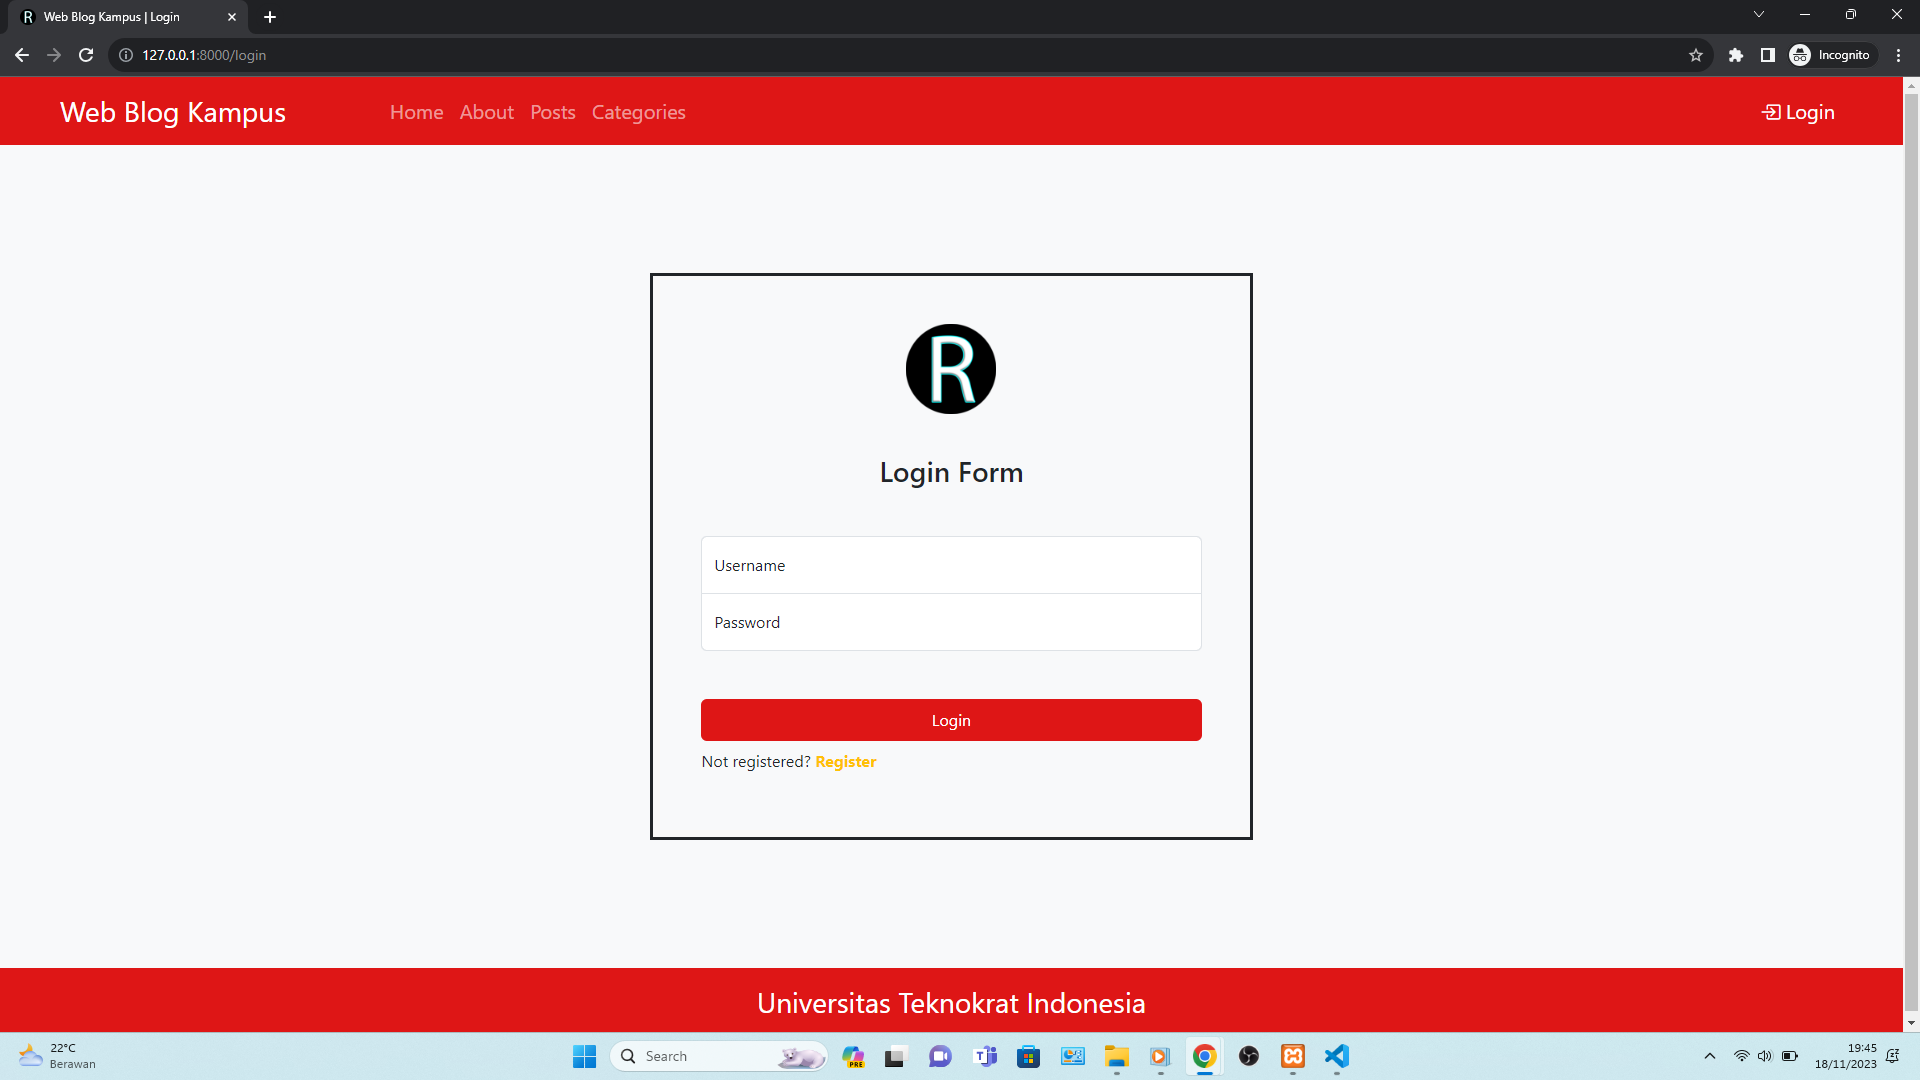 R Web Blog Kampus | Login
127.0.0.1:8000/login
Incognito
Web Blog Kampus
Home About Posts Categories
Login
R
Login Form
Username
Password
Login
Not registered? Register
Universitas Teknokrat Indonesia
22°C
Berawan
Search
PRE
19:45
18/11/2023